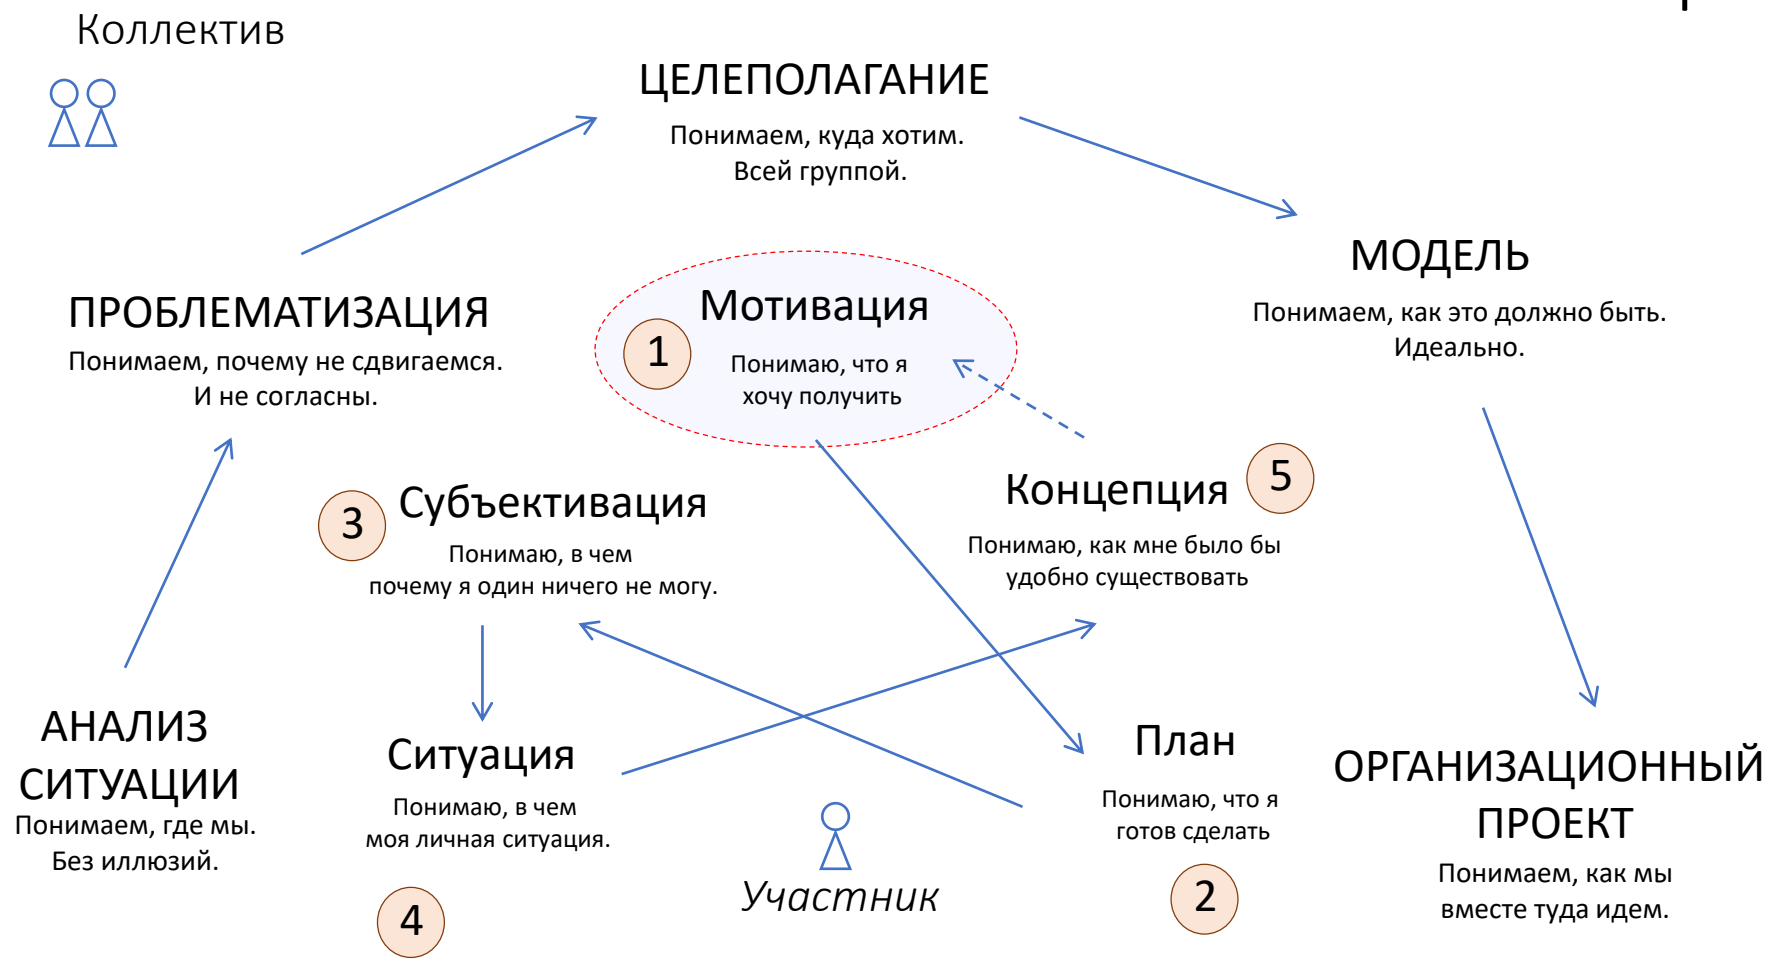 Коллектив
ЦЕЛЕПОЛАГАНИЕ
Понимаем, куда хотим.
Всей группой.
МОДЕЛЬ
Понимаем, как это должно быть.
Идеально.
ПРОБЛЕМАТИЗАЦИЯ
Понимаем, почему не сдвигаемся.
И не согласны.
Мотивация
1
Понимаю, что я
хочу получить
3
Субъективация
Понимаю, в чем
почему я один ничего не могу.
Концепция
5
Понимаю, как мне было бы
удобно существовать
АНАЛИЗ
СИТУАЦИИ
Понимаем, где мы.
Без иллюзий.
Ситуация
Понимаю, в чем
моя личная ситуация.
4
Участник
План
Понимаю, что я
готов сделать
2
ОРГАНИЗАЦИОННЫЙ
ПРОЕКТ
Понимаем, как мы
вместе туда идем.